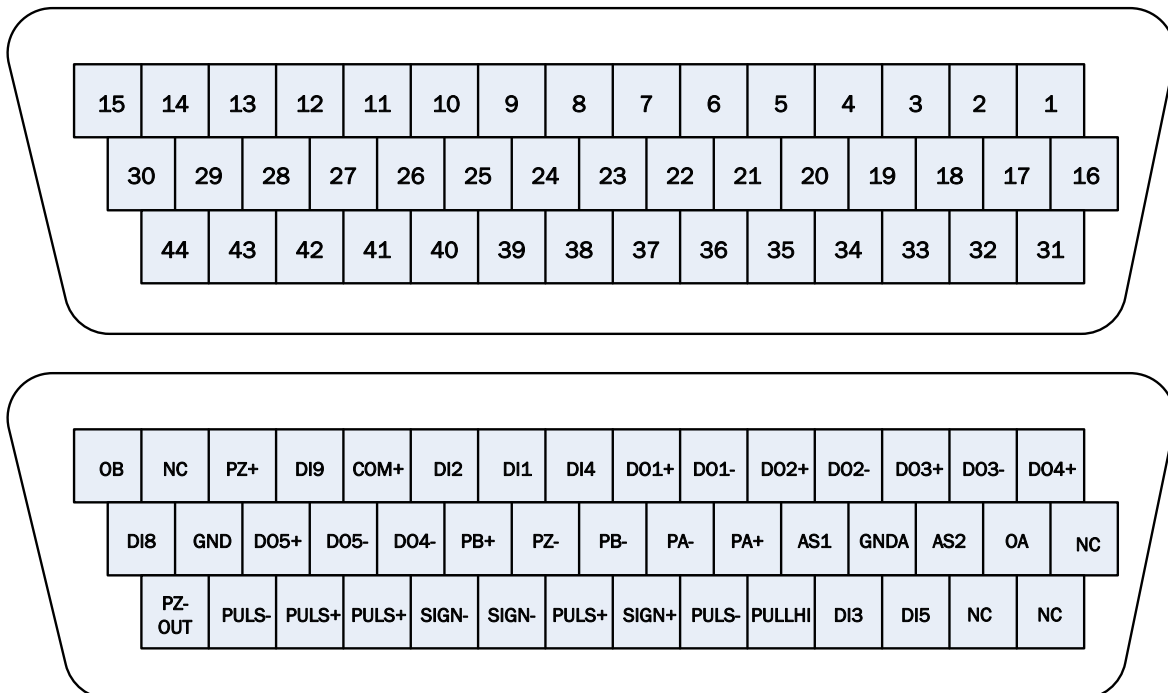 15 14 13 12 11 10 9 8 7 6 5 4 3 2 1
30 29 28 27 26 25 24 23 22 21 20 19 18 17 16
44 43 42 41 40 39 38 37 36 35 34 33 32 31
OB NC PZ+ DI9 COM+ DI2 DI1 DI4 DO1+ DO1- DO2+ DO2- DO3+ DO3- DO4+
DI8 GND DO5+ DO5- DO4- PB+ PZ- PB- PA- PA+ AS1 GNDA AS2 OA NC
PZ-
OUT PULS- PULS+ PULS+ SIGN- SIGN- PULS+ SIGN+ PULS- PULLHI DI3 DI5 NC NC